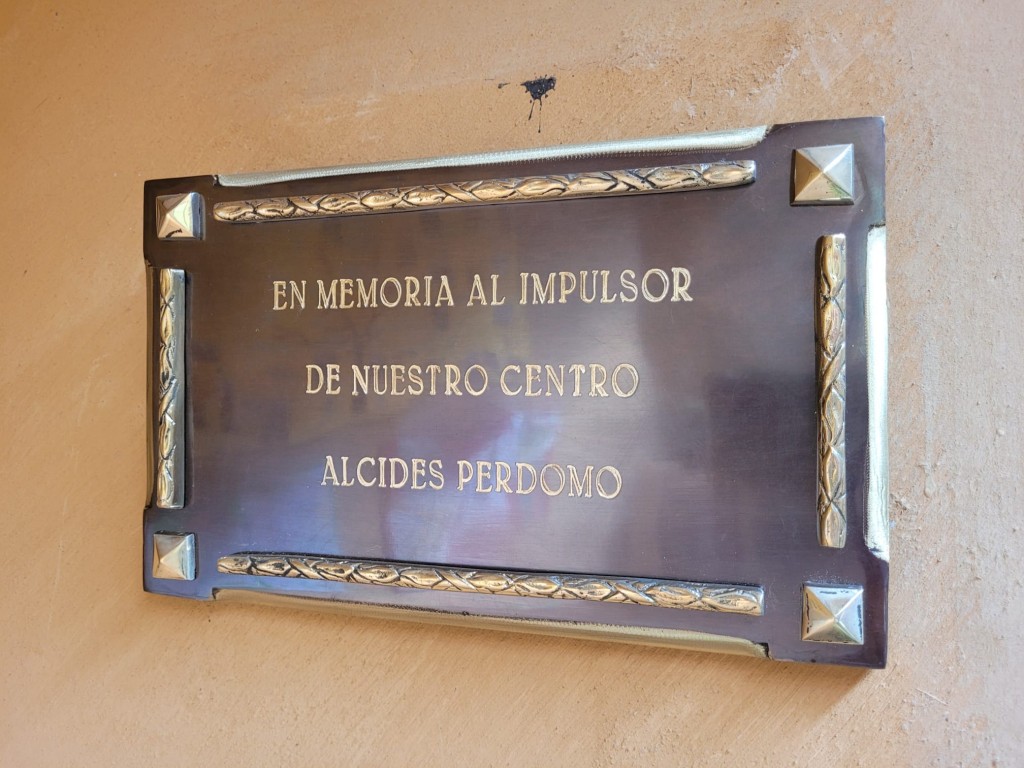 EN MEMORIA AL IMPULSOR
DE NUESTRO CENTRO
ALCIDES PERDOMO